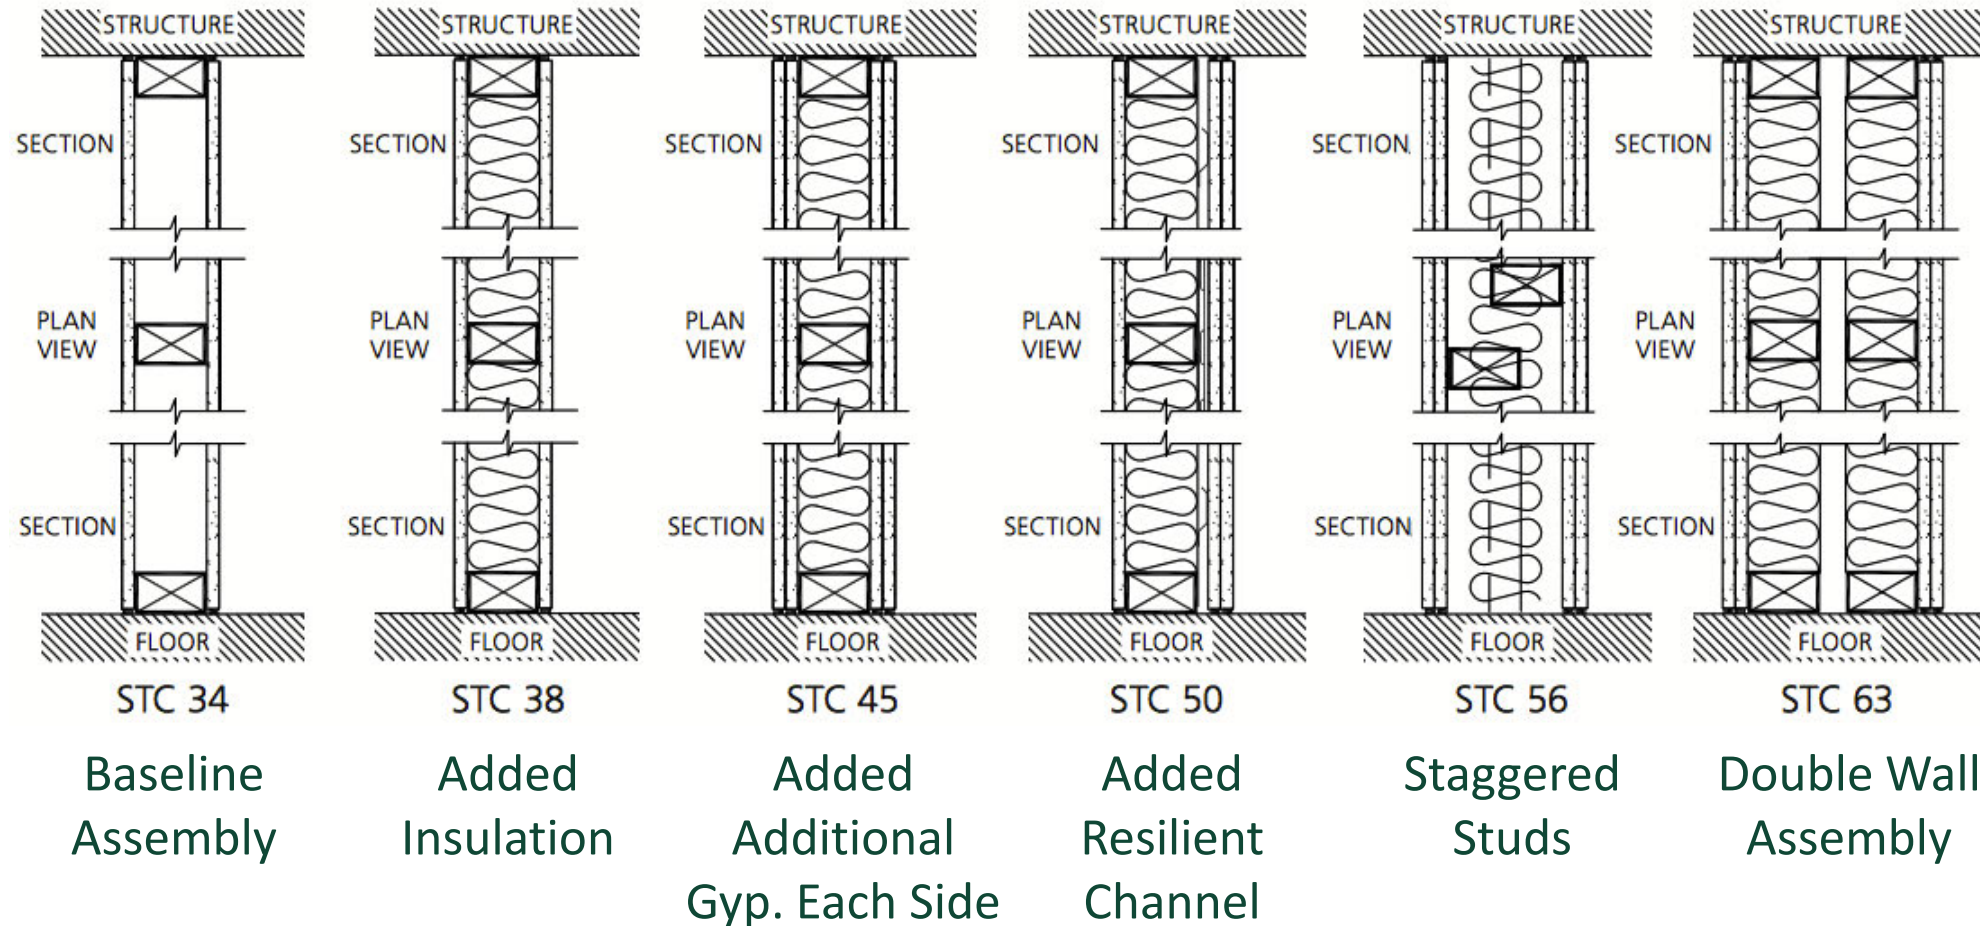 STRUCTURE
SECTION
PLAN
VIEW
SECTION
FLOOR
STC 34
Baseline
Assembly
STRUCTURE
SECTION
PLAN
VIEW
SECTION
FLOOR
STC 38
Added
Insulation
STRUCTURE
SECTION
PLAN
VIEW
SECTION
FLOOR
STC 45
Added
Additional
Gyp. Each Side
STRUCTURE
SECTION
PLAN
VIEW
SECTION
FLOOR
STC 50
Added
Resilient
Channel
STRUCTURE
SECTION
PLAN
VIEW
SECTION
FLOOR
STC 56
Staggered
Studs
STRUCTURE
SECTION
PLAN
VIEW
SECTION
FLOOR
STC 63
Double Wall
Assembly